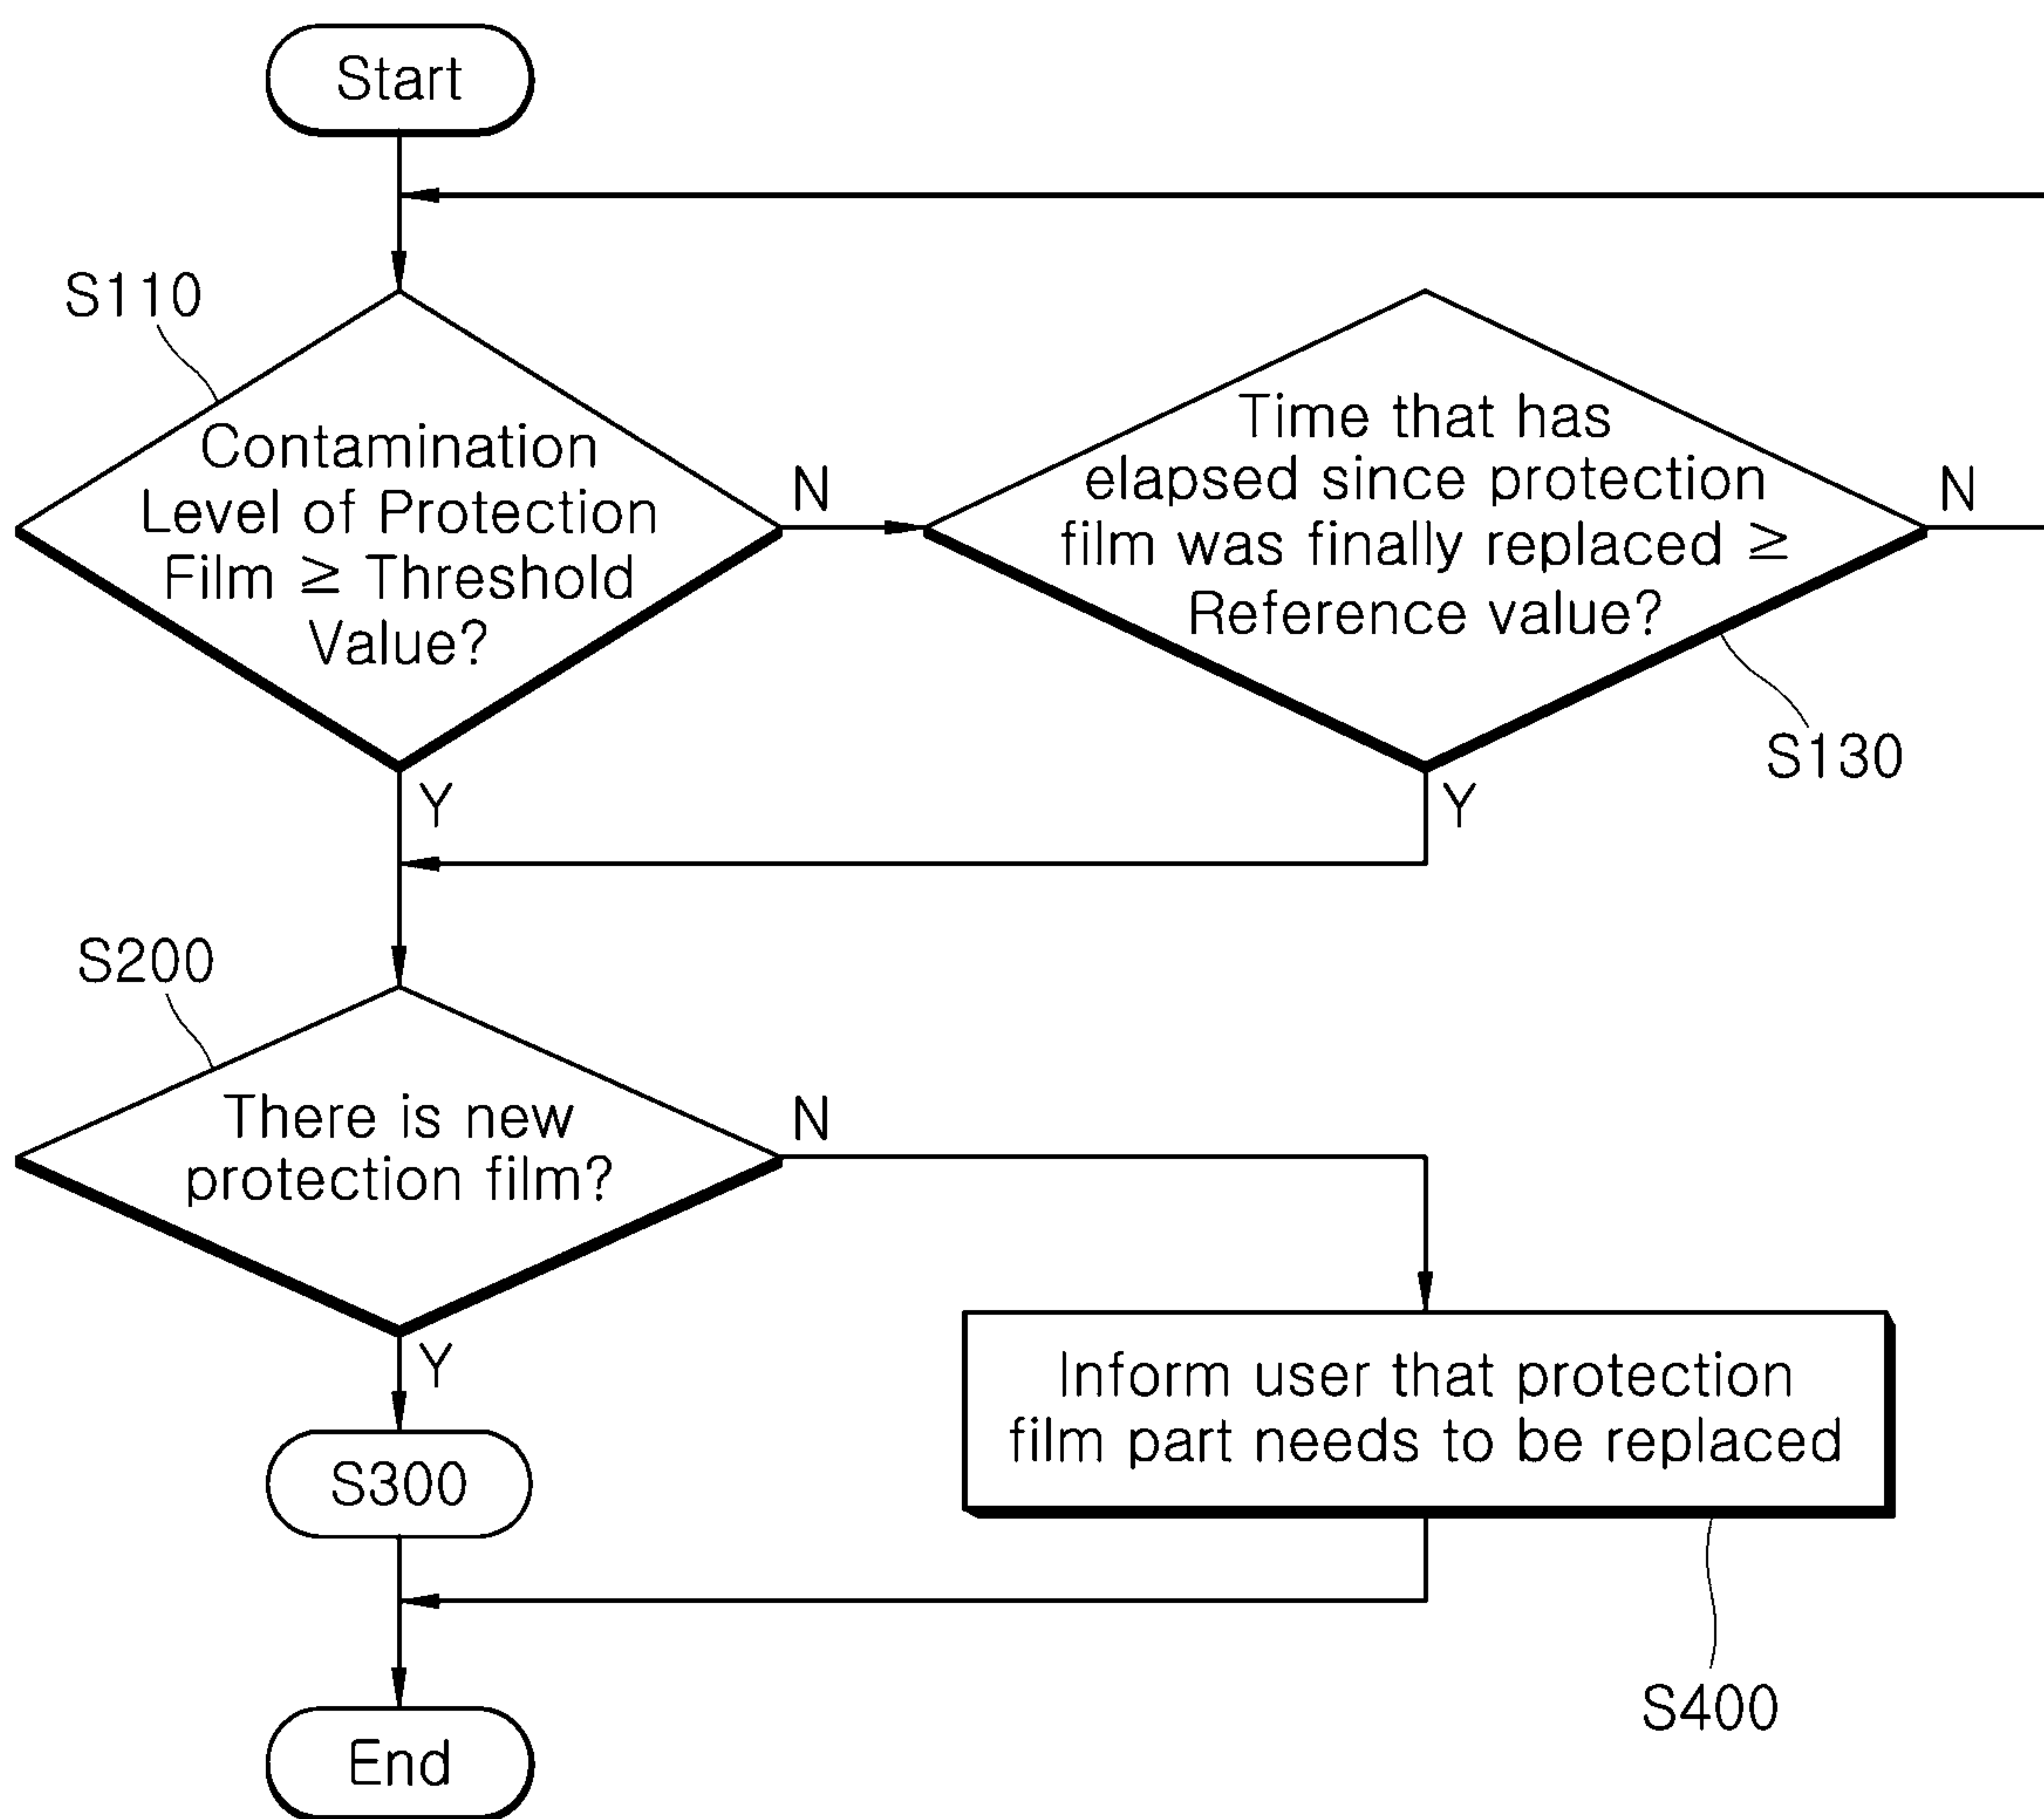 Start
S110
Contamination
Level of Protection
Film ≥ Threshold
Value?
N
Y
Time that has
elapsed since protection
film was finally replaced ≥
Reference value?
N
S130
Y
S200
There is new
protection film?
N
Y
S300
Inform user that protection
film part needs to be replaced
S400
End